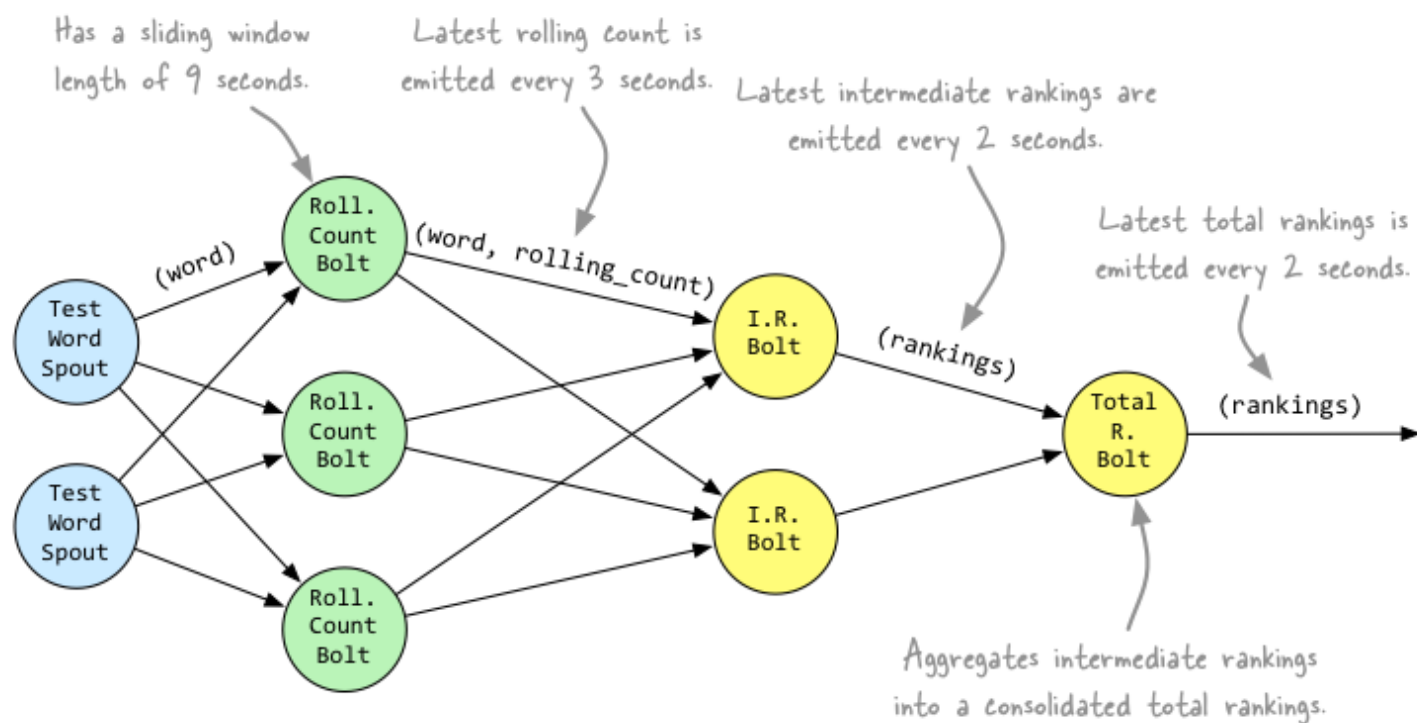 Has a sliding window
length of 9 seconds.
Latest rolling count is
emitted every 3 seconds.
Latest intermediate rankings are
emitted every 2 seconds.
Latest total rankings is
emitted every 2 seconds.
Test
Word
Spout
Test
Word
Spout
(word)
Roll.
Count
Bolt
Roll.
Count
Bolt
Roll.
Count
Bolt
(word, rolling_count)
I.R.
Bolt
I.R.
Bolt
(rankings)
Total
R.
Bolt
(rankings)
Aggregates intermediate rankings
into a consolidated total rankings.